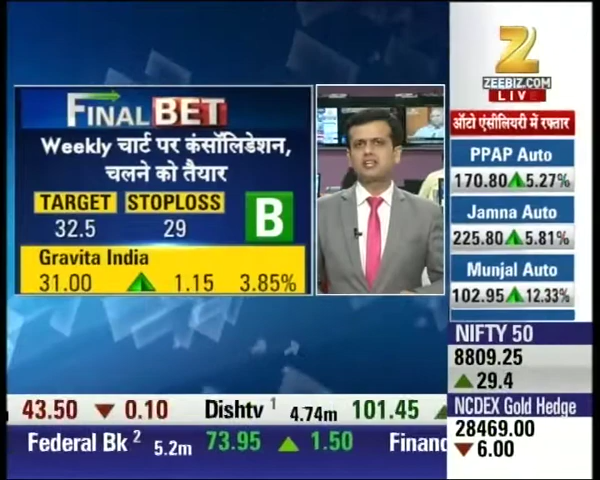 FINAL BET
Weekly चार्ट पर कंसॉलिडेशन,
चलने को तैयार
TARGET STOPLOSS
32.5 29
B
Gravita India
31.00 1.15 3.85%
Z
ZEEBIZ.COM
LIVE
ऑटो एंसीलियरी में रफ्तार
PPAP Auto
170.80 5.27%
Jamna Auto
225.80 5.81%
Munjal Auto
102.95 12.33%
NIFTY 50
8809.25
29.4
NCDEX Gold Hedge
28469.00
6.00
43.50 0.10 Dishtv 1 4.74m 101.45
Federal Bk 2 5.2m 73.95 1.50 Financ